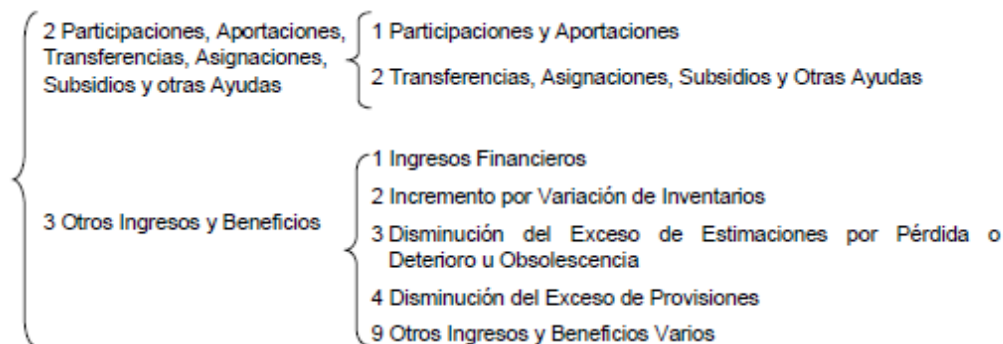 2 Participaciones, Aportaciones,
Transferencias, Asignaciones,
Subsidios y otras Ayudas
1 Participaciones y Aportaciones
2 Transferencias, Asignaciones, Subsidios y Otras Ayudas
3 Otros Ingresos y Beneficios
1 Ingresos Financieros
2 Incremento por Variación de Inventarios
3 Disminución del Exceso de Estimaciones por Pérdida o
Deterioro u Obsolescencia
4 Disminución del Exceso de Provisiones
9 Otros Ingresos y Beneficios Varios